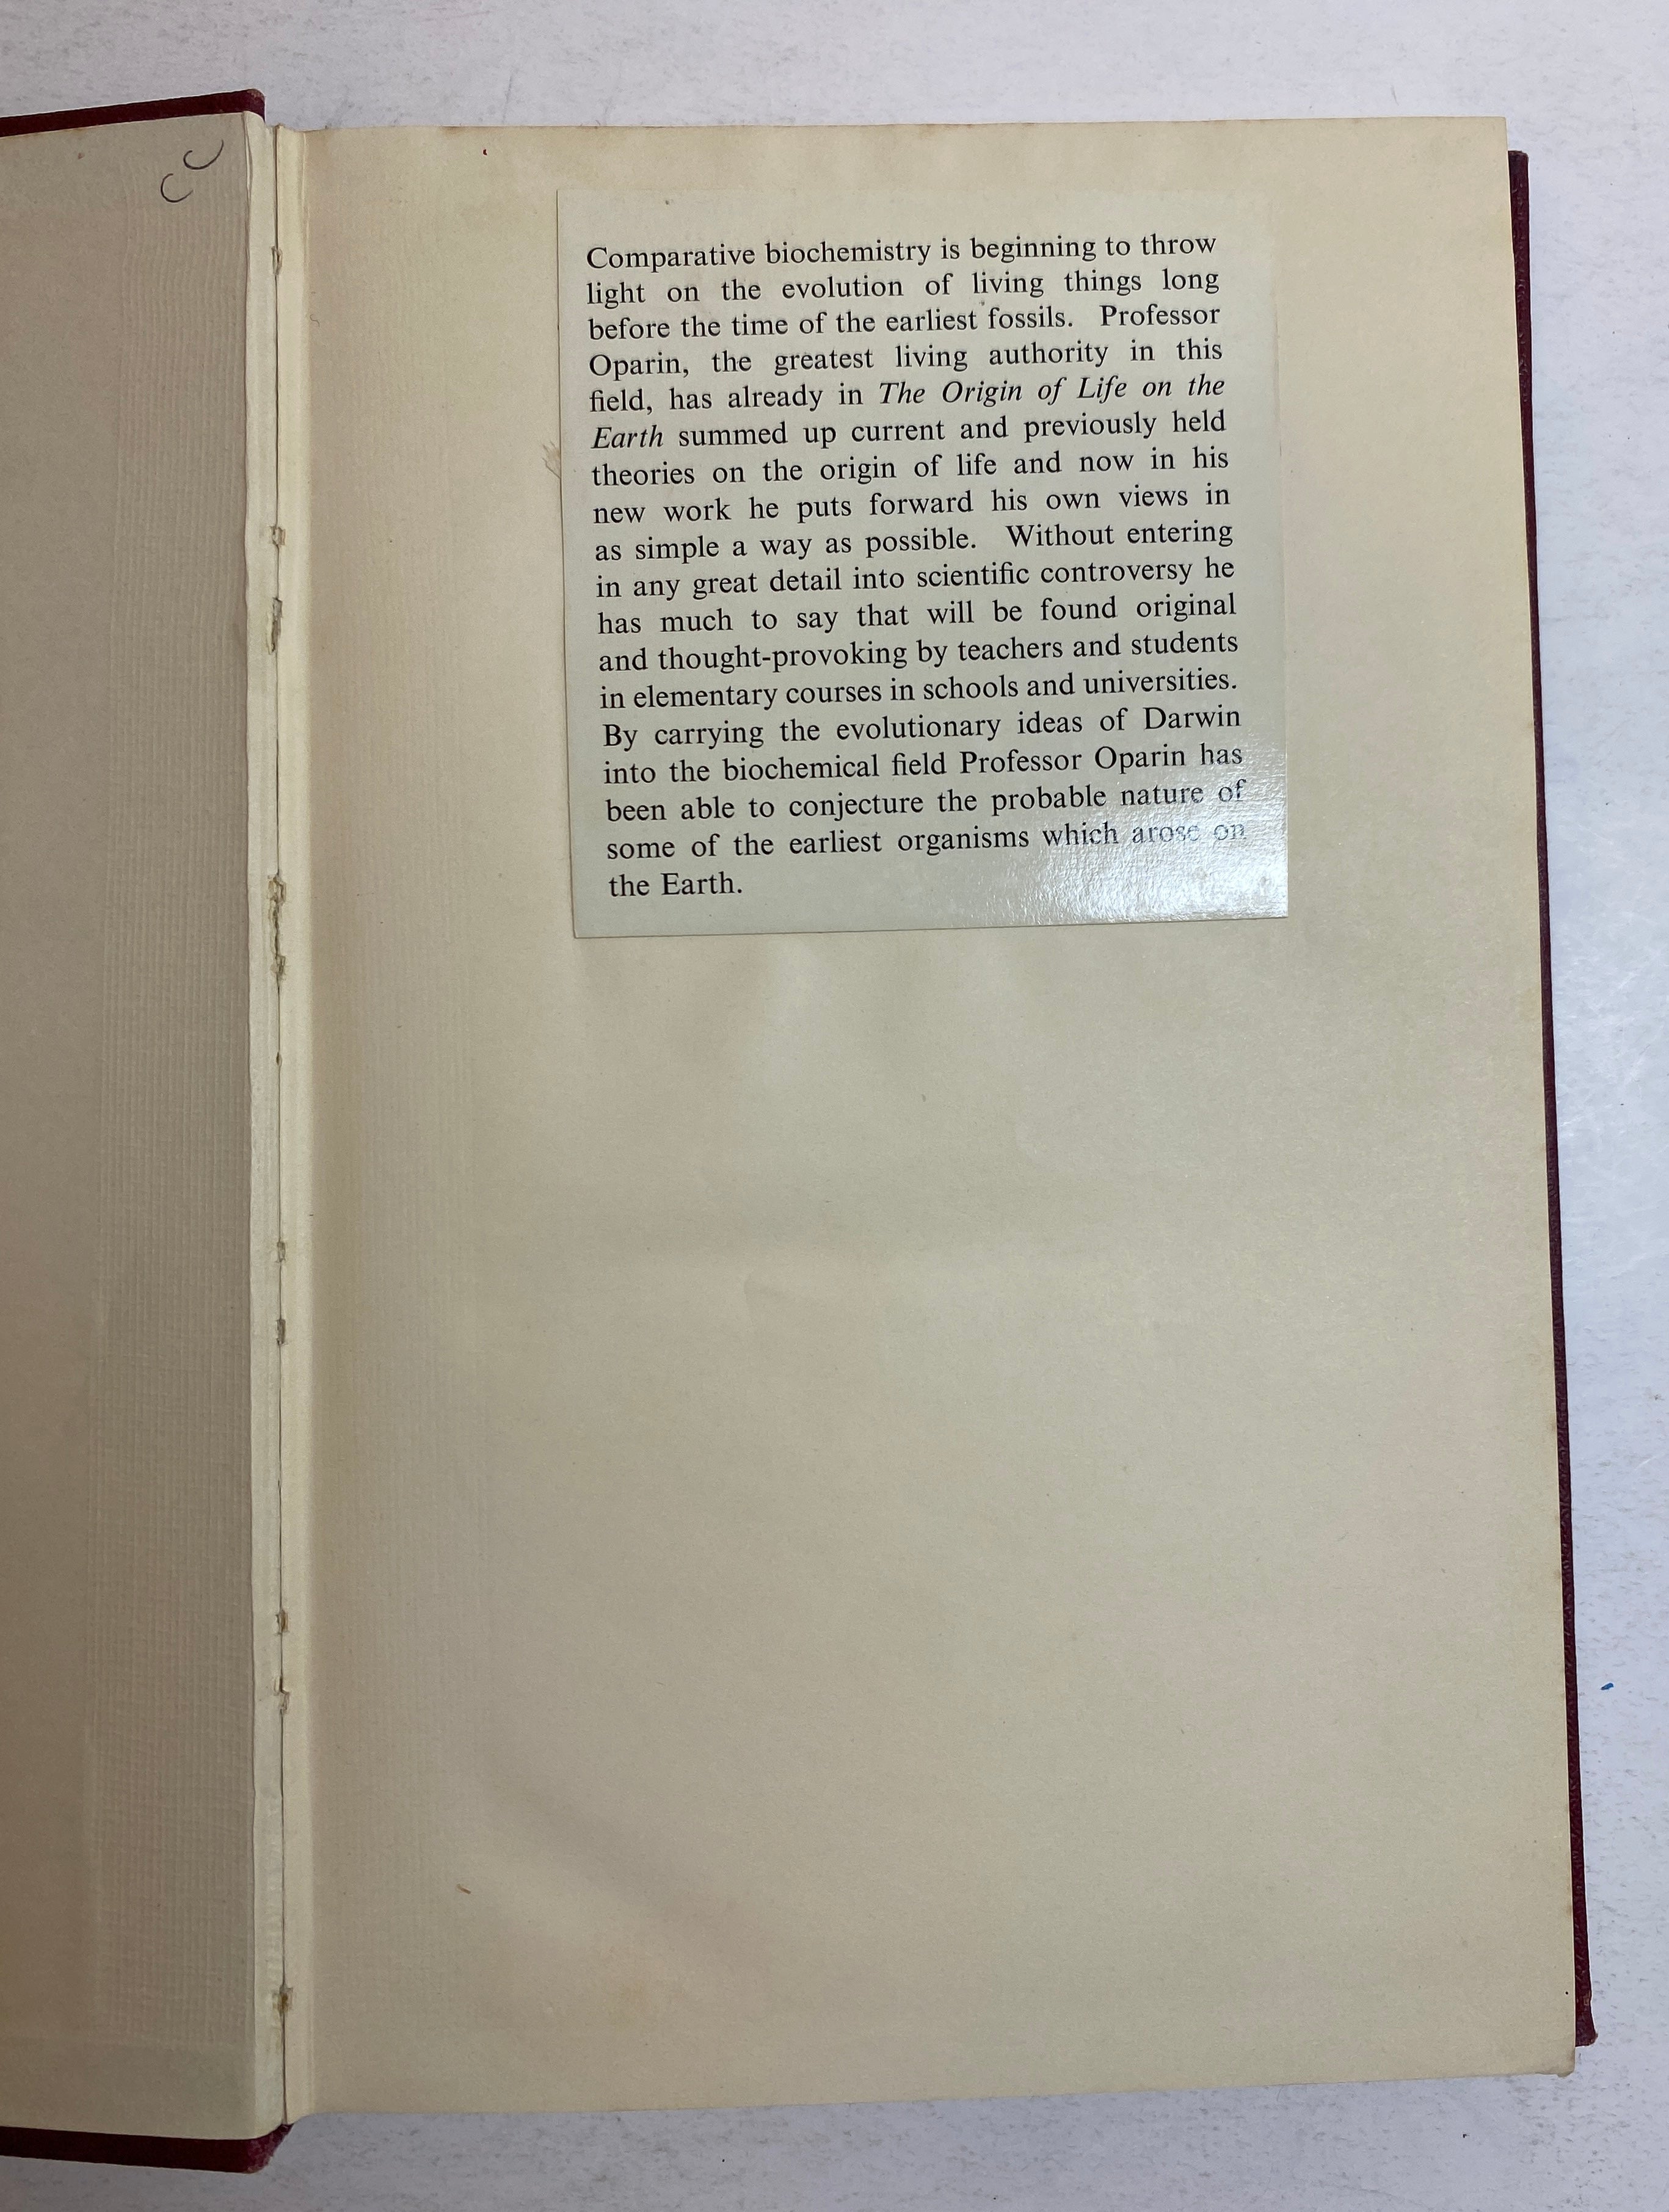 Comparative biochemistry is beginning to throw
light on the evolution of living things long
before the time of the earliest fossils. Professor
Oparin, the greatest living authority in this
field, has already in The Origin of Life on the
Earth summed up current and previously held
theories on the origin of life and now in his
new work he puts forward his own views in
as simple a way as possible. Without entering
in any great detail into scientific controversy he
has much to say that will be found original
and thought-provoking by teachers and students
in elementary courses in schools and universities.
By carrying the evolutionary ideas of Darwin
into the biochemical field Professor Oparin has
been able to conjecture the probable nature of
some of the earliest organisms which arose on
the Earth.